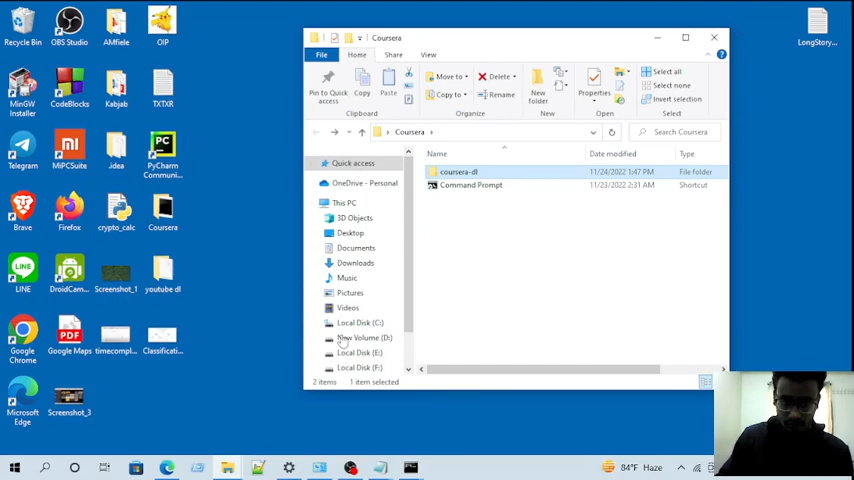 Recycle Bin
OBS Studio
AMfiele
OIP
MinGW
Installer
CodeBlocks
Kabjab
TXTXR
Telegram
MiPCSuite
.idea
PyCharm
Communi...
Brave
Firefox
crypto_calc
Coursera
LINE
DroidCam...
Screenshot_1
youtube dl
Google
Chrome
Google Maps
timecompl...
Classificati...
Microsoft
Edge
Screenshot_3
LongStory...
Coursera
File
Home
Share
View
Pin to Quick
access
Copy
Paste
Clipboard
Move to
Copy to
Delete
Rename
Organize
New
folder
New
Properties
Open
Select all
Select none
Invert selection
Select
Coursera
Search Coursera
Quick access
OneDrive - Personal
This PC
3D Objects
Desktop
Documents
Downloads
Music
Pictures
Videos
Local Disk (C:)
New Volume (D:)
Local Disk (E:)
Local Disk (F:)
Name
Date modified
Type
coursera-dl
11/24/2022 1:47 PM
File folder
Command Prompt
11/23/2022 2:31 AM
Shortcut
2 items
1 item selected
84°F Haze